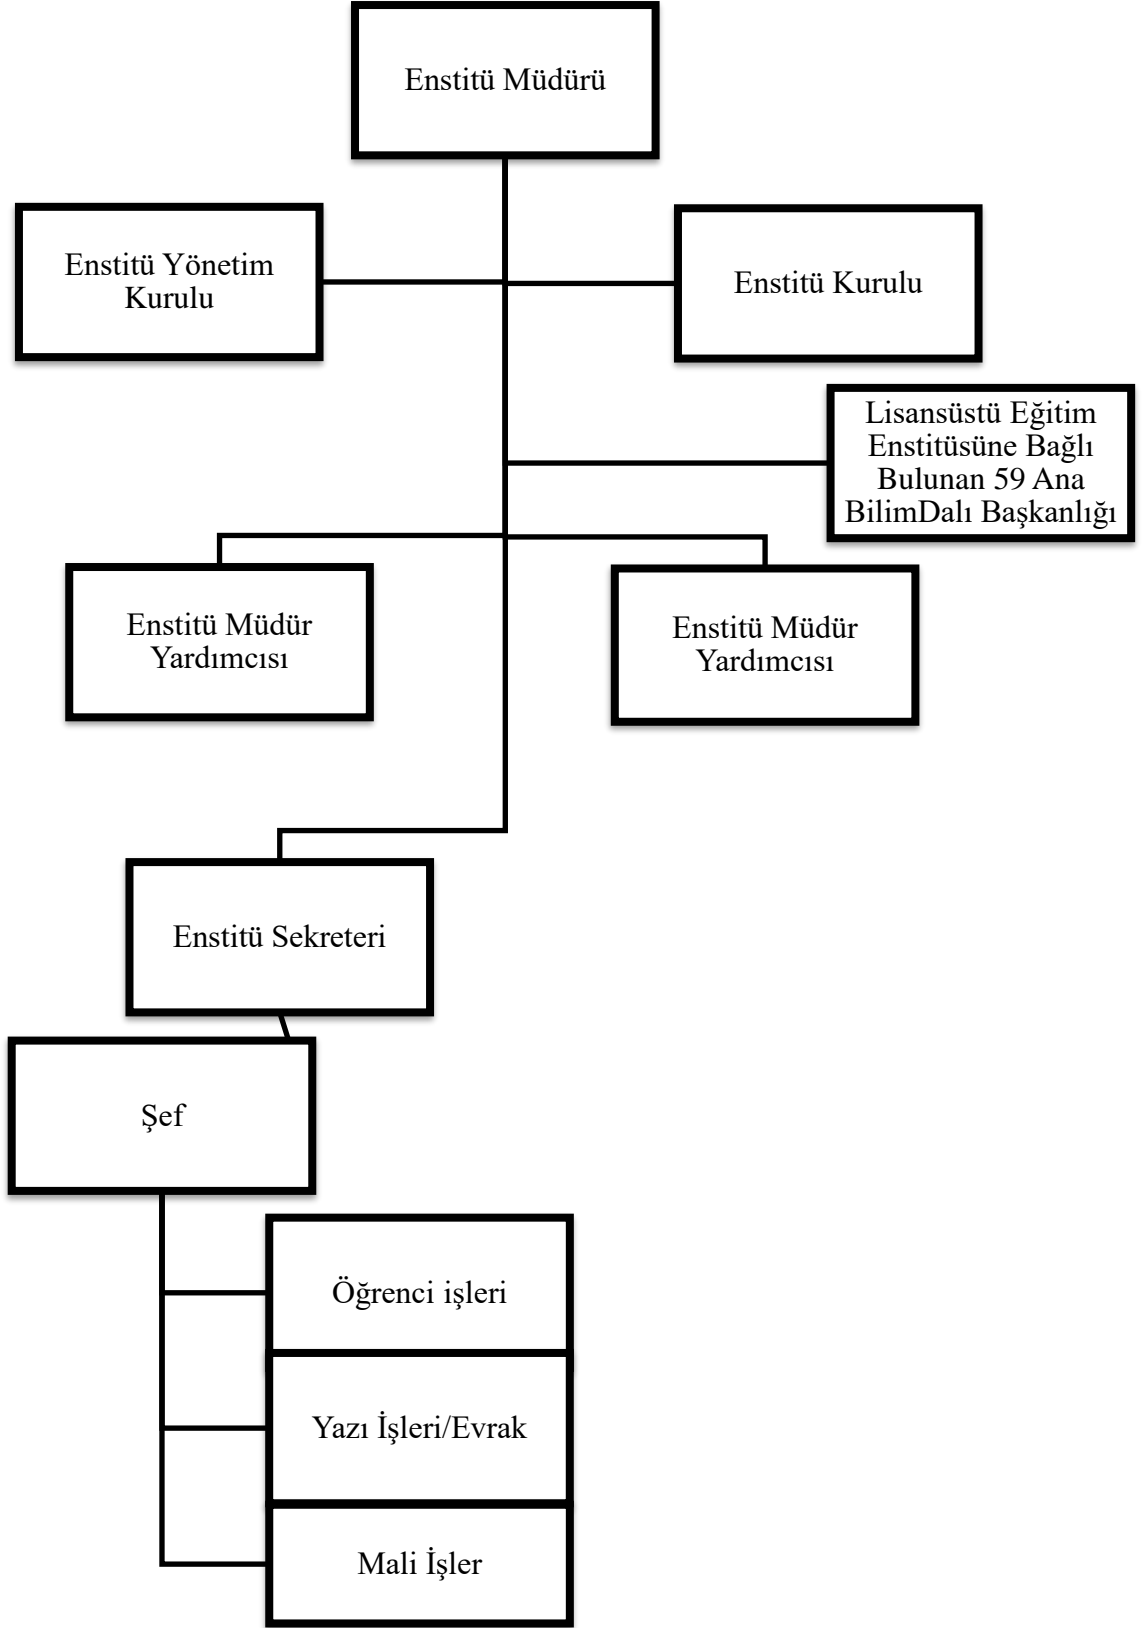 Enstitü Müdürü
Enstitü Yönetim
Kurulu
Enstitü Kurulu
Lisansüstü Eğitim
Enstitüsüne Bağlı
Bulunan 59 Ana
BilimDalı Başkanlığı
Enstitü Müdür
Yardımcısı
Enstitü Müdür
Yardımcısı
Enstitü Sekreteri
Şef
Öğrenci işleri
Yazı İşleri/Evrak
Mali İşler